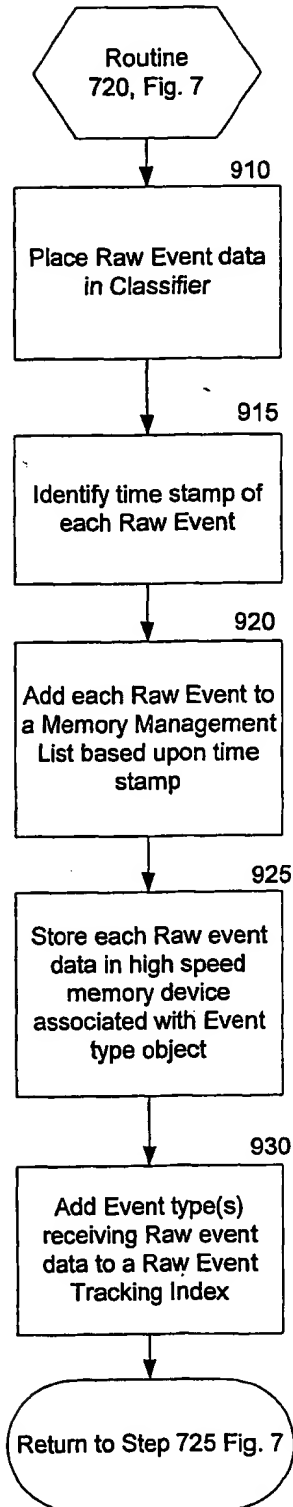 Routine
720, Fig. 7
910
Place Raw Event data
in Classifier
915
Identify time stamp of
each Raw Event
920
Add each Raw Event to
a Memory Management
List based upon time
stamp
925
Store each Raw event
data in high speed
memory device
associated with Event
type object
930
Add Event type(s)
receiving Raw event
data to a Raw Event
Tracking Index
Return to Step 725 Fig. 7